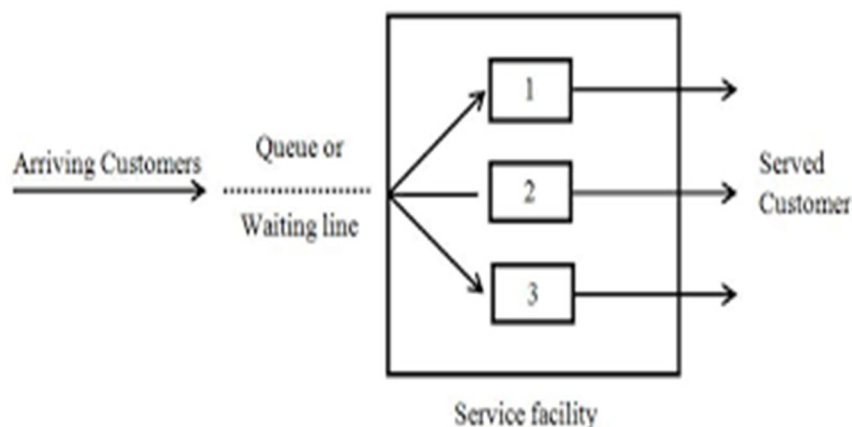 Arriving Customers
Queue or
Waiting line
1
2
3
Served
Customer
Service facility